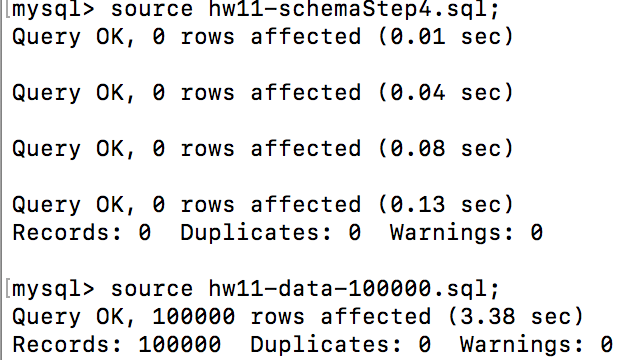 [mysql> source hw11-schemaStep4.sql;
Query OK, 0 rows affected (0.01 sec)
Query OK, 0 rows affected (0.04 sec)
Query OK, 0 rows affected (0.08 sec)
Query OK, 0 rows affected (0.13 sec)
Records: 0  Duplicates: 0  Warnings: 0
[mysql> source hw11-data-100000.sql;
Query OK, 100000 rows affected (3.38 sec)
Records: 100000  Duplicates: 0  Warnings: 0